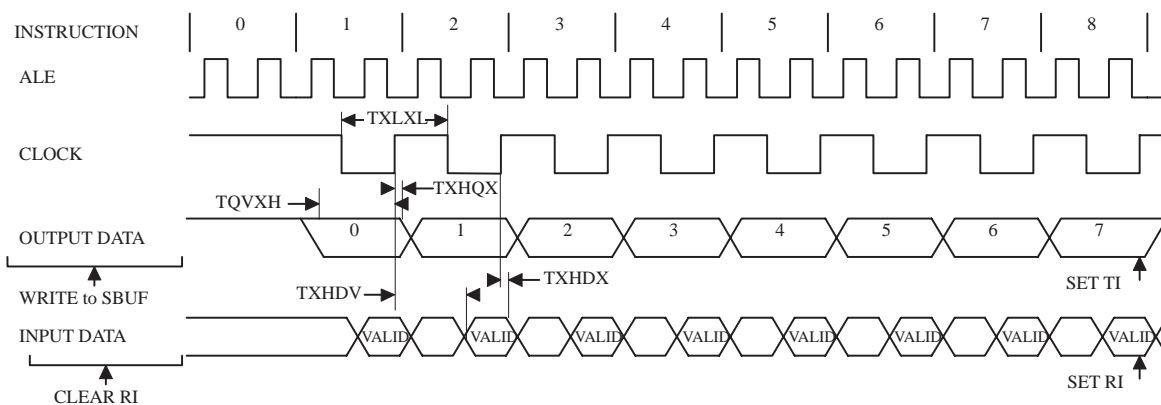 INSTRUCTION 0 1 2 3 4 5 6 7 8
ALE
TXLXL
CLOCK
TXHQX
TQVXH
OUTPUT DATA 0 1 2 3 4 5 6 7
TXHDX
SET TI
WRITE to SBUF
TXHDV
INPUT DATA VALID VALID VALID VALID VALID VALID VALID VALID
SET RI
CLEAR RI